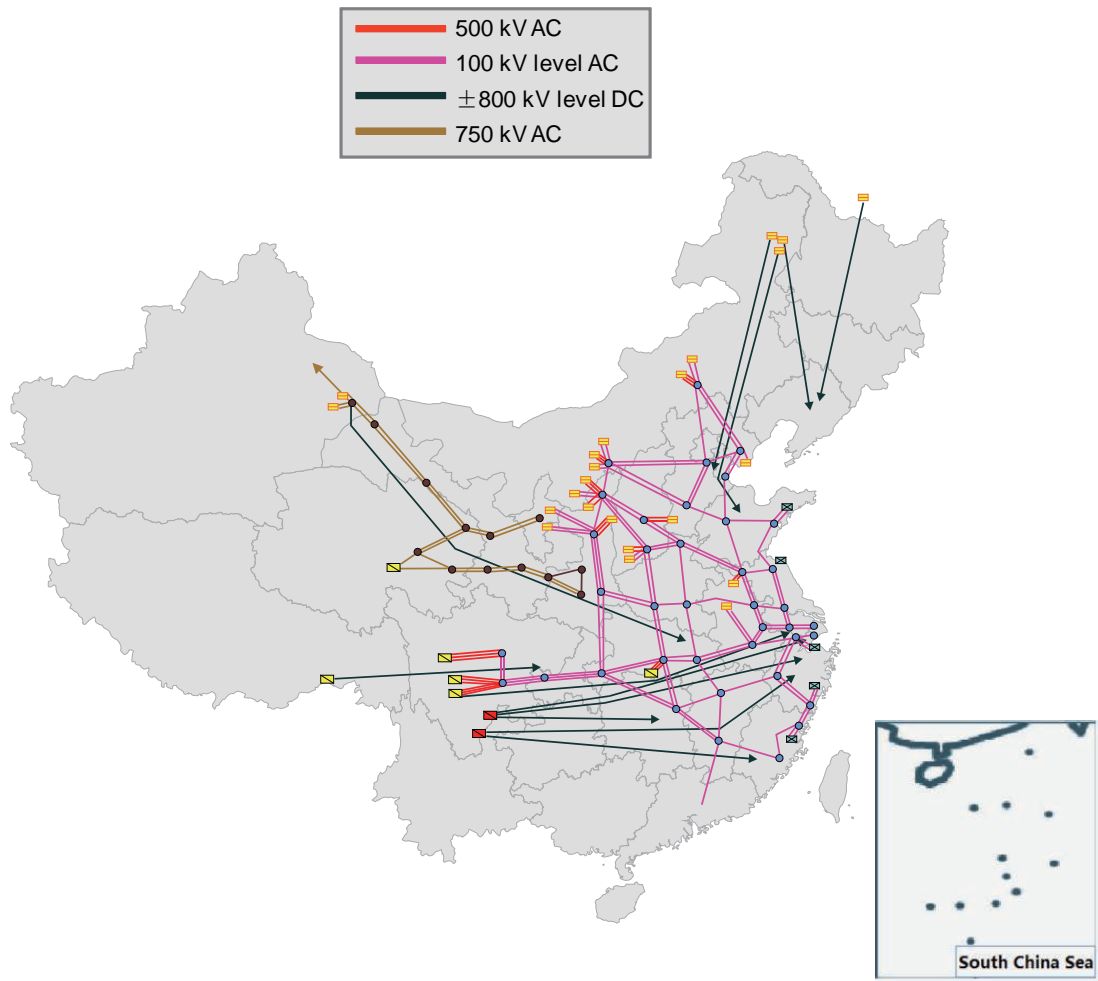 500 kV AC
100 kV level AC
±800 kV level DC
750 kV AC
South China Sea